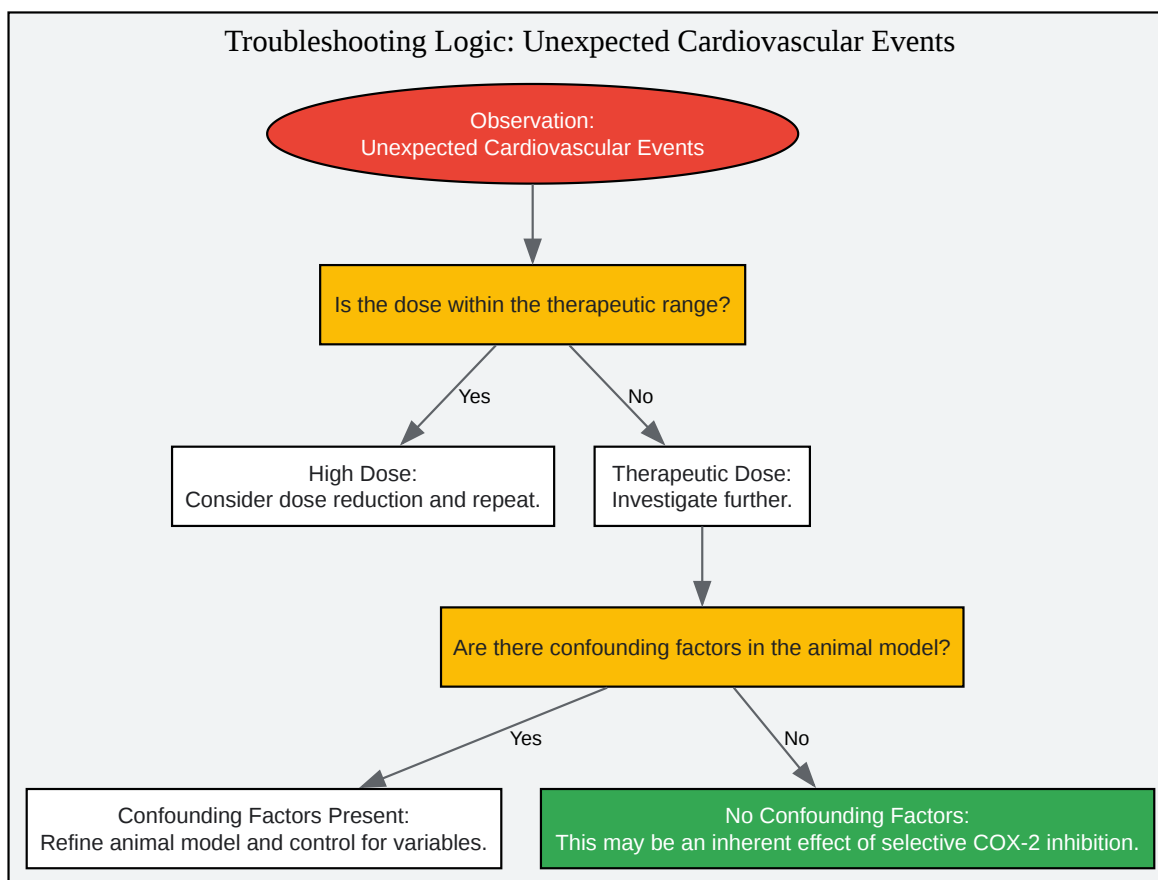 Troubleshooting Logic: Unexpected Cardiovascular Events
Observation:
Unexpected Cardiovascular Events
Is the dose within the therapeutic range?
Yes
No
High Dose:
Consider dose reduction and repeat.
Therapeutic Dose:
Investigate further.
Are there confounding factors in the animal model?
Yes
No
Confounding Factors Present:
Refine animal model and control for variables.
No Confounding Factors:
This may be an inherent effect of selective COX-2 inhibition.